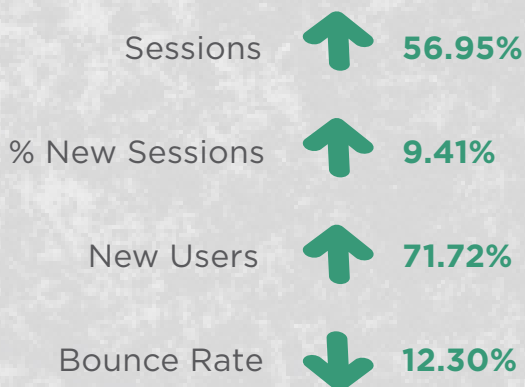 Sessions 56.95%
% New Sessions 9.41%
New Users 71.72%
Bounce Rate 12.30%